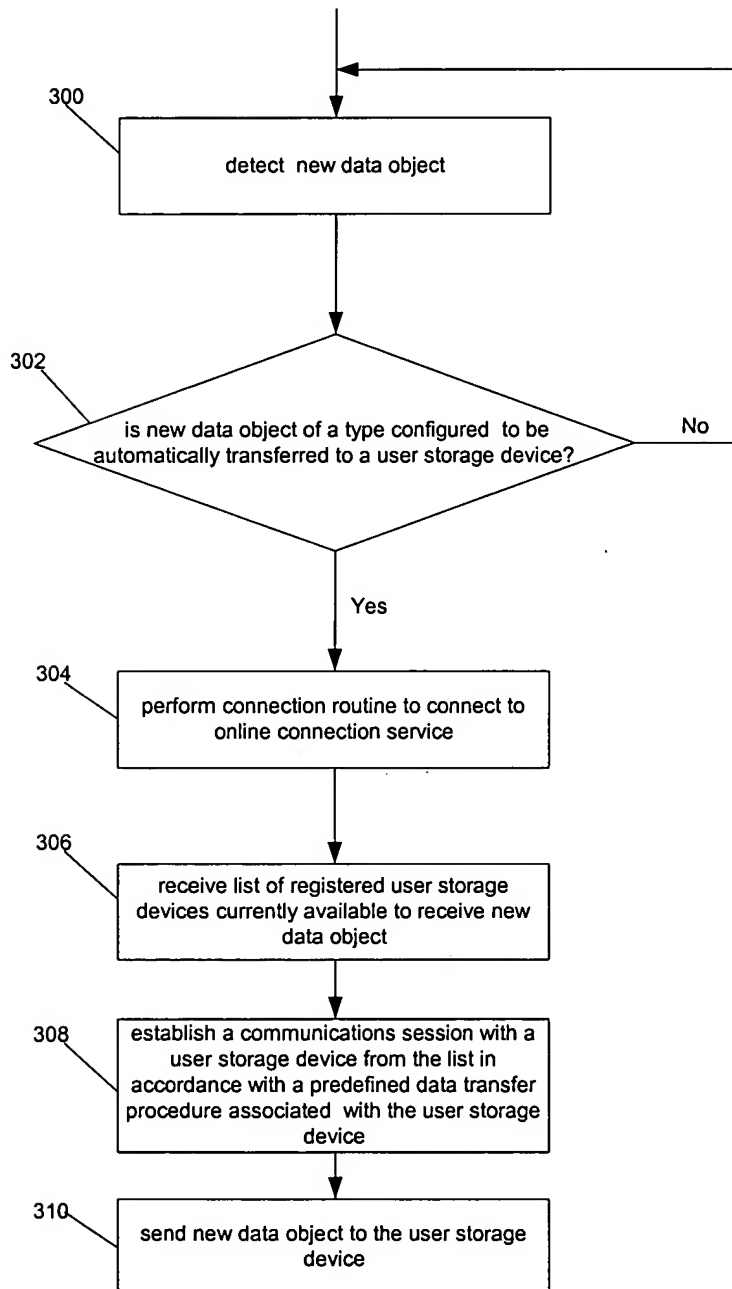 300
detect new data object
302
is new data object of a type configured to be
automatically transferred to a user storage device?
No
Yes
304
perform connection routine to connect to
online connection service
306
receive list of registered user storage
devices currently available to receive new
data object
308
establish a communications session with a
user storage device from the list in
accordance with a predefined data transfer
procedure associated with the user storage
device
310
send new data object to the user storage
device